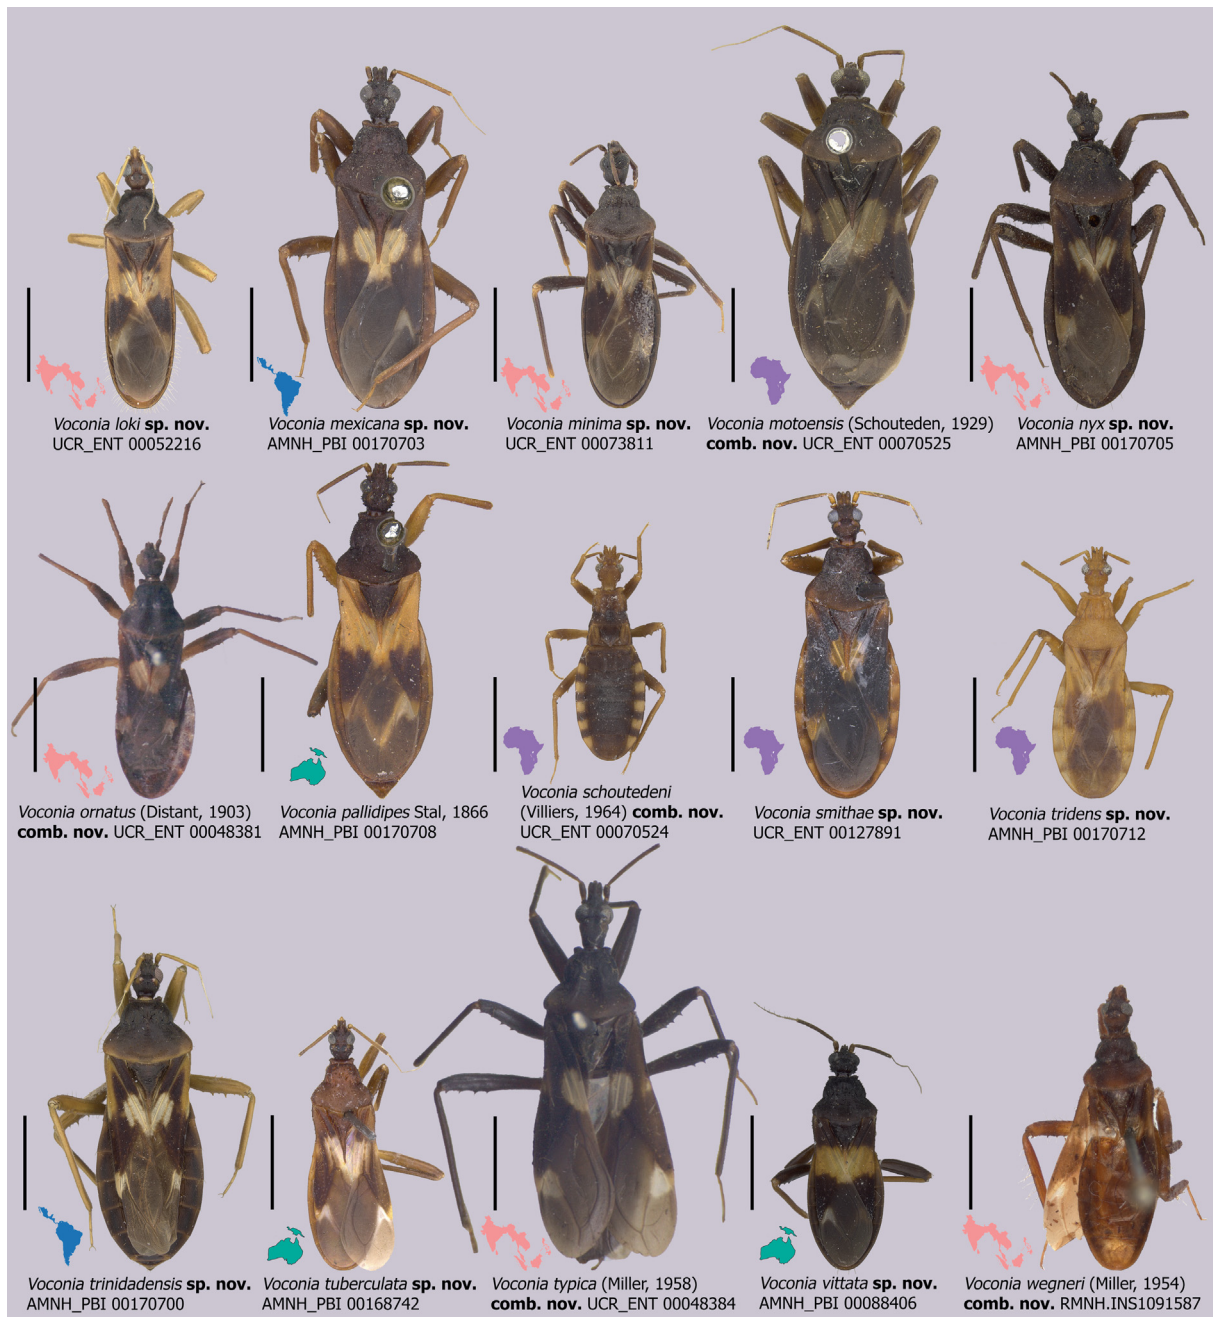 Voconia loki sp. nov.
UCR_ENT 00052216
Voconia mexicana sp. nov.
AMNH_PBI 00170703
Voconia minima sp. nov.
UCR_ENT 00073811
Voconia motoensis (Schouteden, 1929)
comb. nov. UCR_ENT 00070525
Voconia nyx sp. nov.
AMNH_PBI 00170705
Voconia ornatus (Distant, 1903)
comb. nov. UCR_ENT 00048381
Voconia pallidipes Stal, 1866
AMNH_PBI 00170708
Voconia schoutedeni
(Villiers, 1964) comb. nov.
UCR_ENT 00070524
Voconia smithae sp. nov.
UCR_ENT 00127891
Voconia tridens sp. nov.
AMNH_PBI 00170712
Voconia trinidadensis sp. nov.
AMNH_PBI 00170700
Voconia tuberculata sp. nov.
AMNH_PBI 00168742
Voconia typica (Miller, 1958)
comb. nov. UCR_ENT 00048384
Voconia vittata sp. nov.
AMNH_PBI 00088406
Voconia wegneri (Miller, 1954)
comb. nov. RMNH.INS1091587